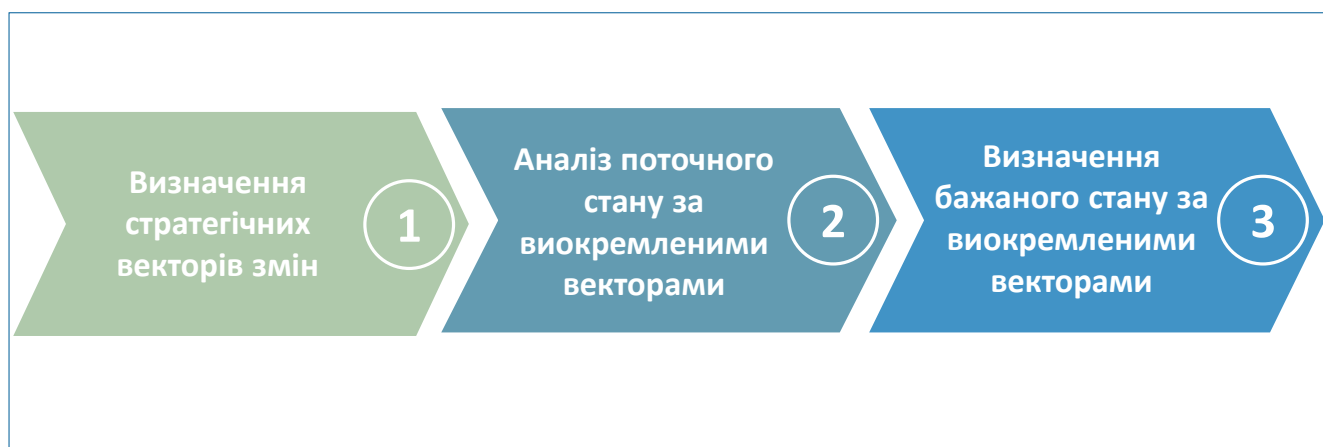 Визначення
стратегічних
векторів змін
1
Аналіз поточного
стану за
виокремленими
векторами
2
Визначення
бажаного стану за
виокремленими
векторами
3